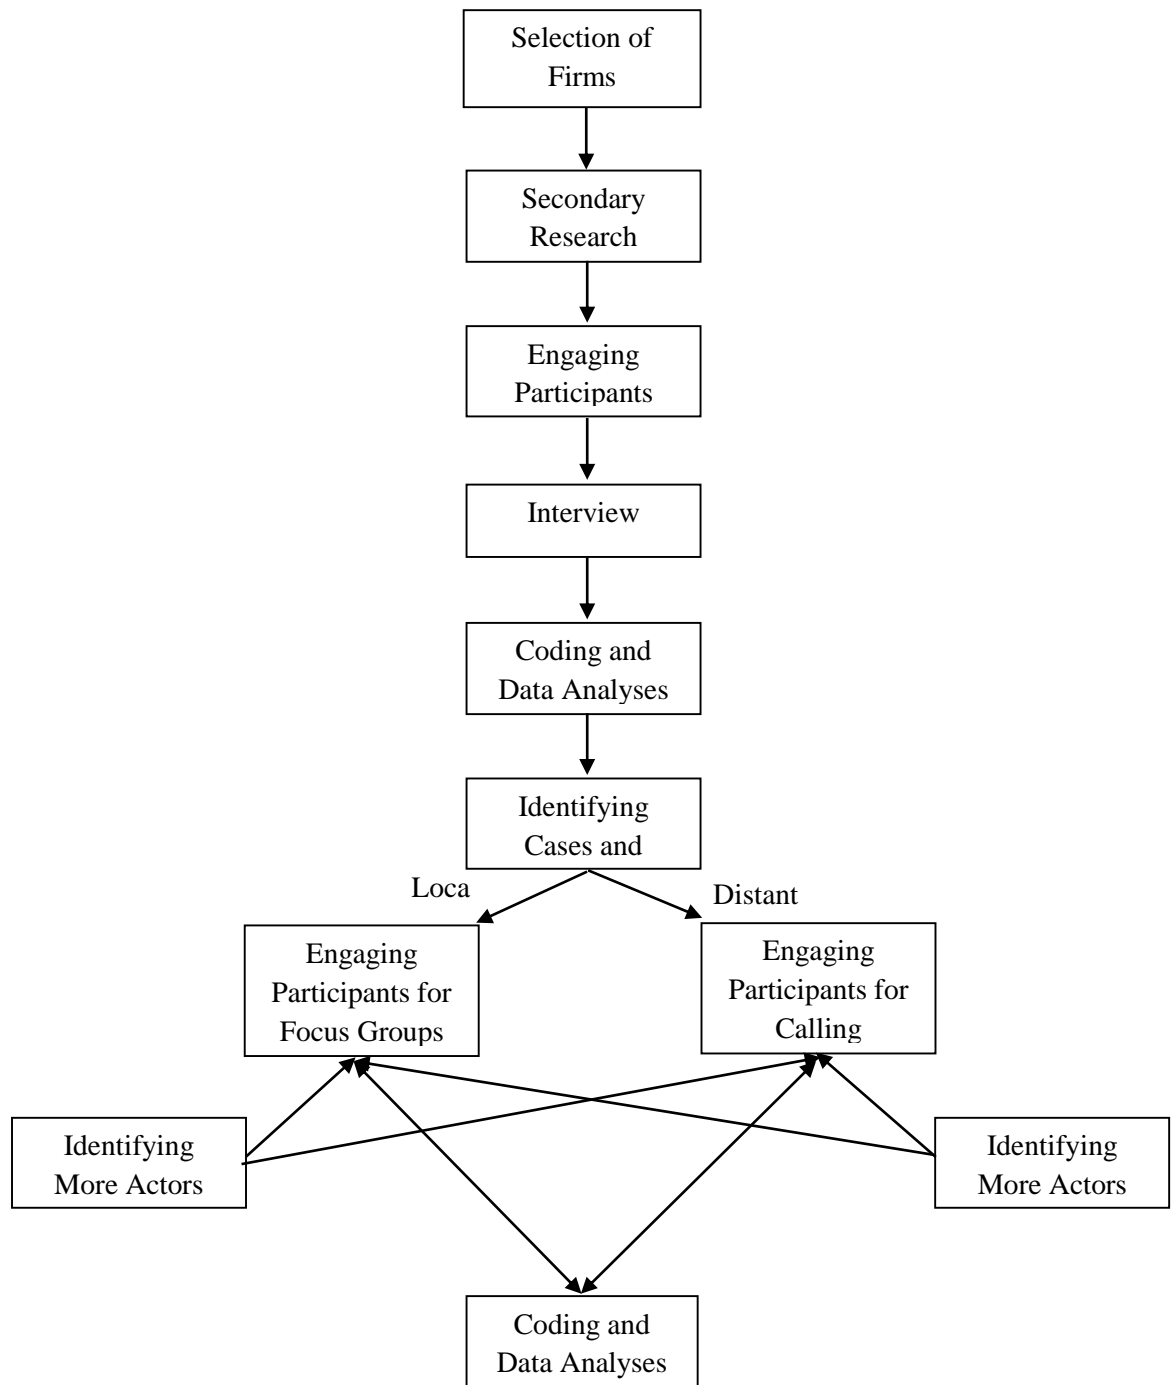 Selection of
Firms
Secondary
Research
Engaging
Participants
Interview
Coding and
Data Analyses
Identifying
Cases and
Loca
Distant
Engaging
Participants for
Focus Groups
Engaging
Participants for
Calling
Identifying
More Actors
Identifying
More Actors
Coding and
Data Analyses